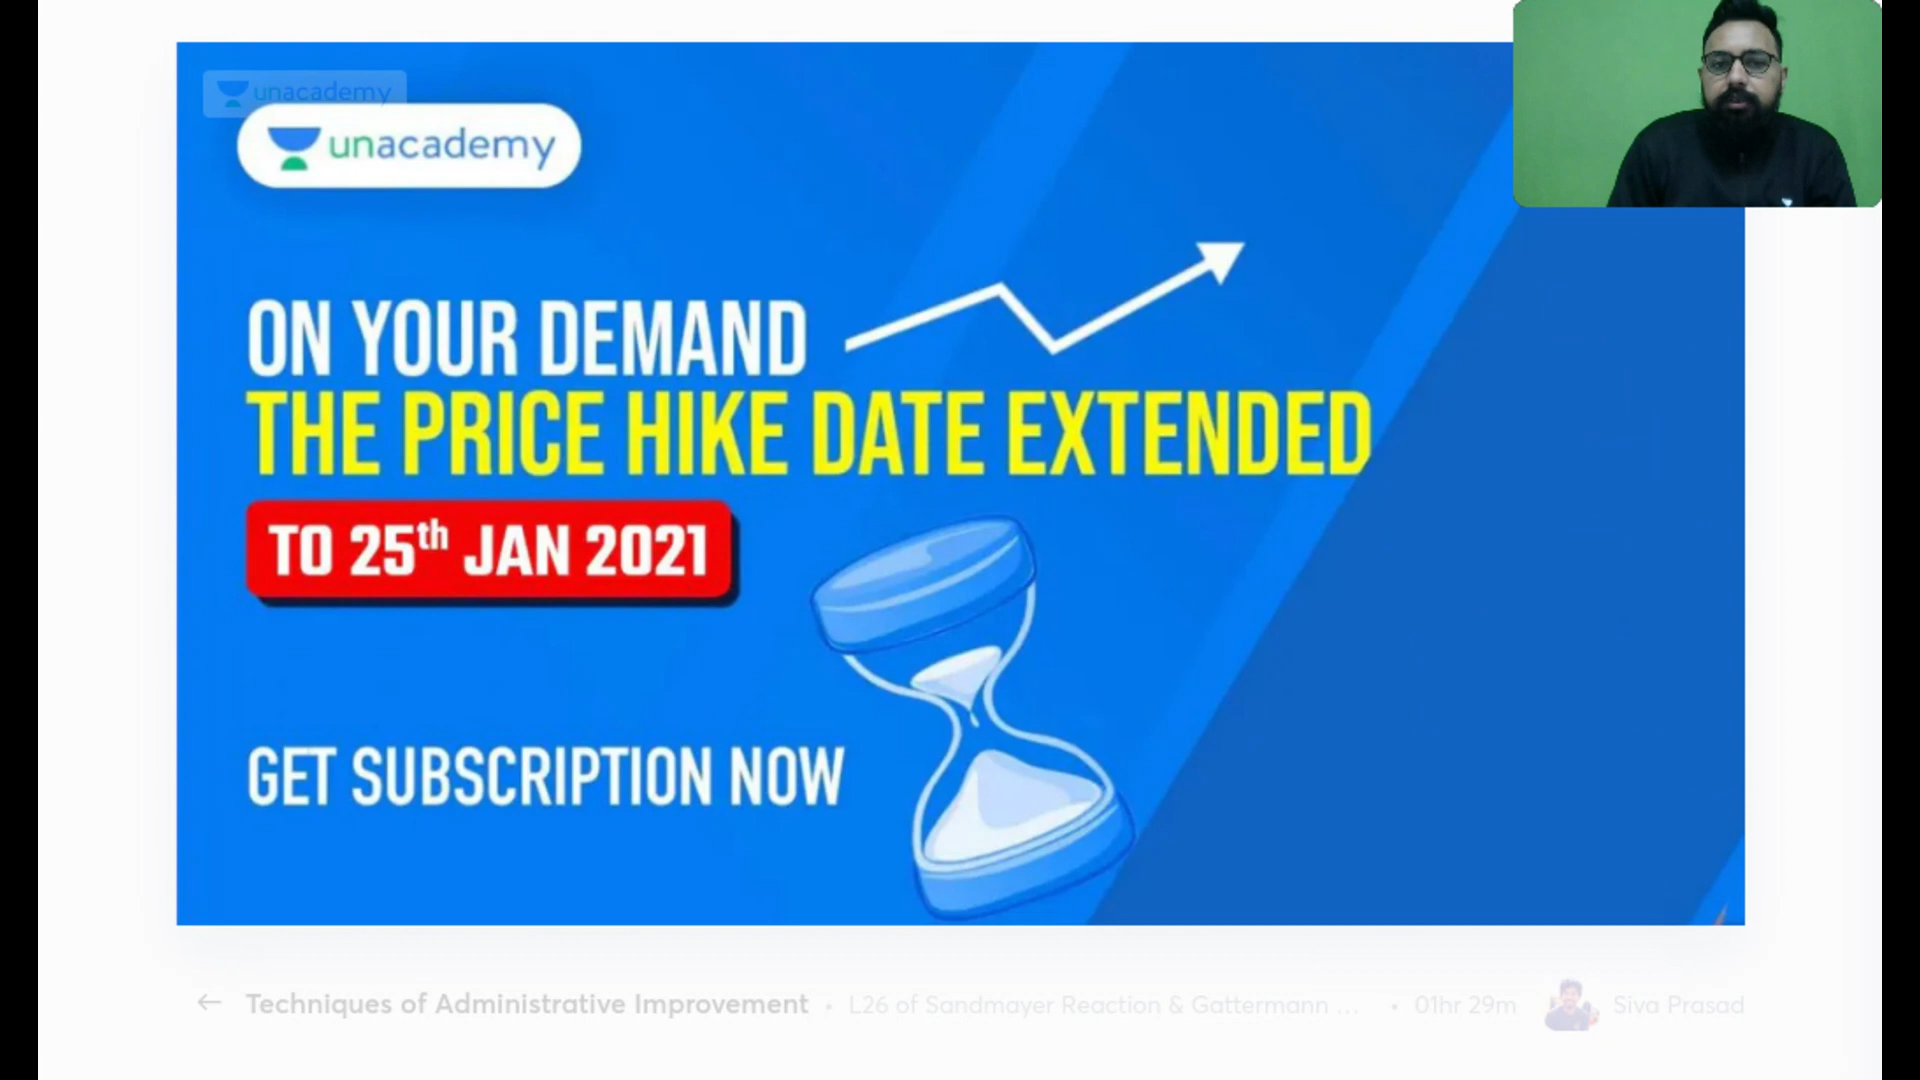 unacademy
unacademy
ON YOUR DEMAND
THE PRICE HIKE DATE EXTENDED
TO 25th JAN 2021
GET SUBSCRIPTION NOW
Techniques of Administrative Improvement • L26 of Sandmayer Reaction & Gattermann ... • 01hr 29m Siva Prasad